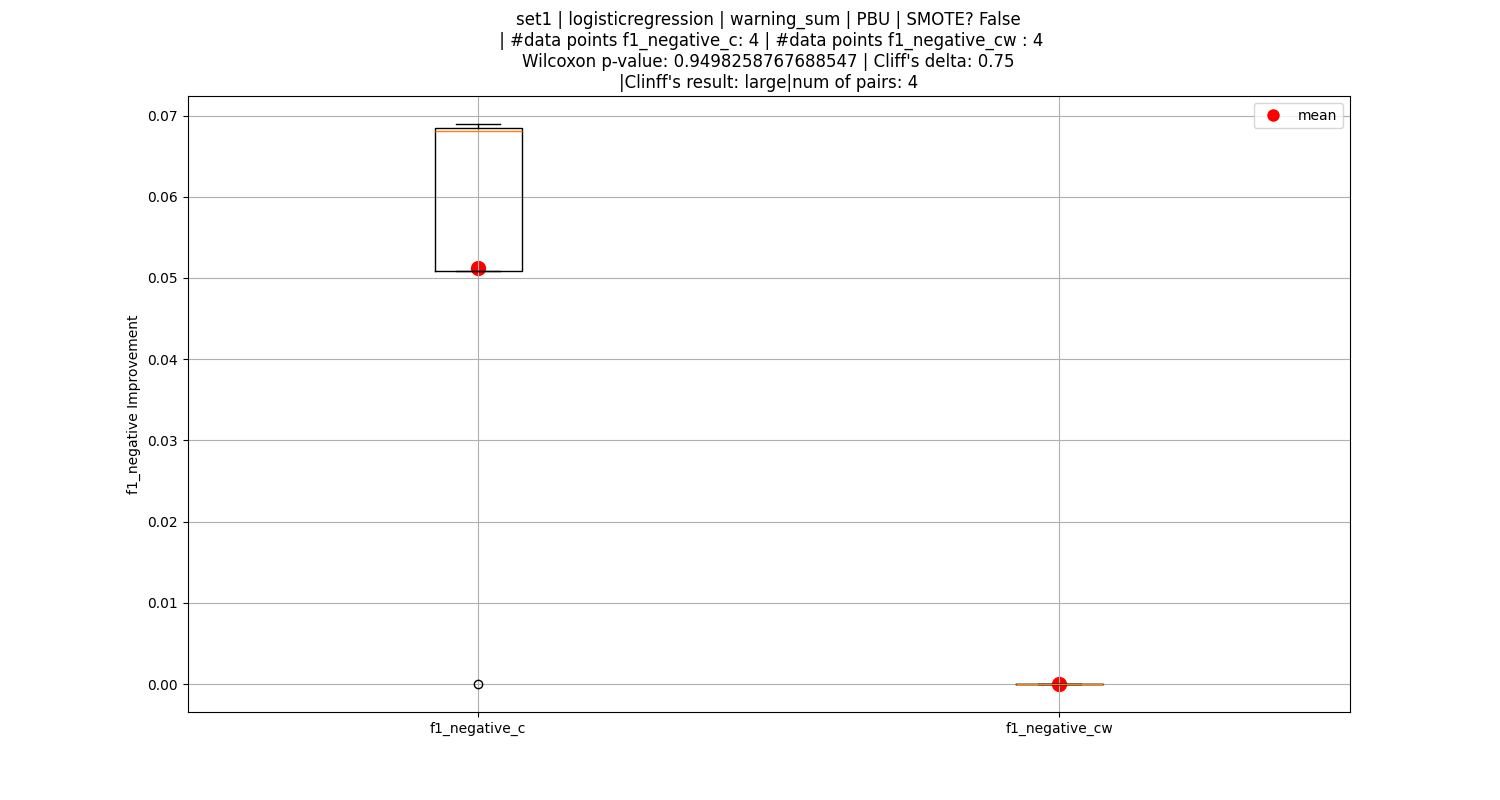 set1 | logisticregression | warning_sum | PBU | SMOTE? False
| #data points f1_negative_c: 4 | #data points f1_negative_cw : 4
Wilcoxon p-value: 0.9498258767688547 | Cliff's delta: 0.75
|Clinff's result: large|num of pairs: 4
mean
0.07
0.06
0.05
0.04
0.03
0.02
0.01
0.00
f1_negative Improvement
f1_negative_c
f1_negative_cw